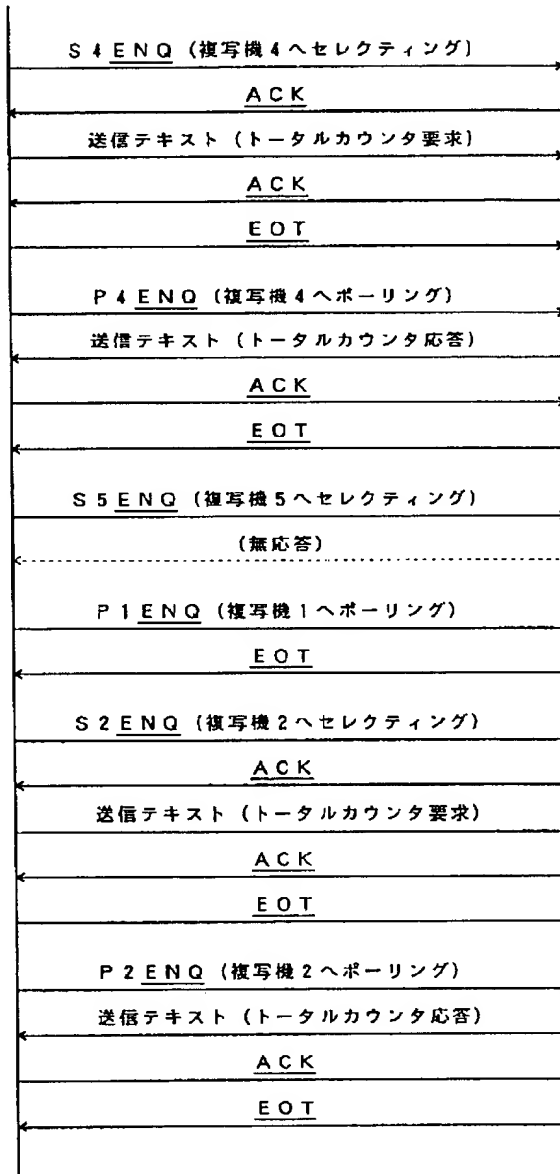 S4ENQ (複写機4へセレクティング)
ACK
送信テキスト (トータルカウンタ要求)
ACK
EOT
P4ENQ (複写機4へポーリング)
送信テキスト (トータルカウンタ応答)
ACK
EOT
S5ENQ (複写機5へセレクティング)
(無応答)
P1ENQ (複写機1へポーリング)
EOT
S2ENQ (複写機2へセレクティング)
ACK
送信テキスト (トータルカウンタ要求)
ACK
EOT
P2ENQ (複写機2へポーリング)
送信テキスト (トータルカウンタ応答)
ACK
EOT